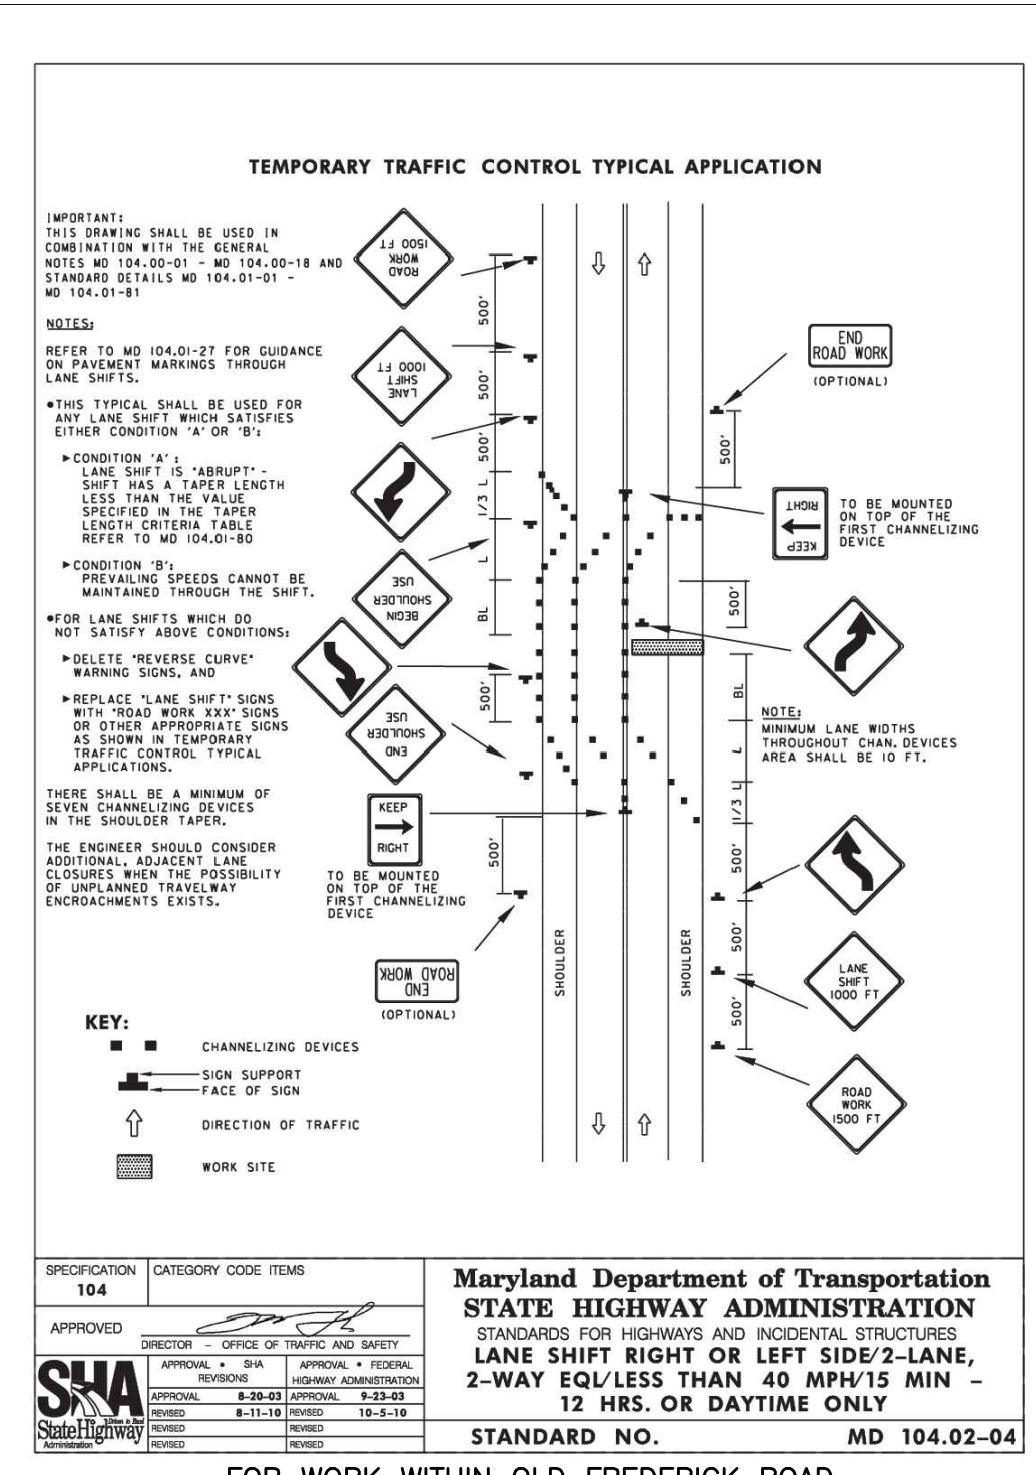 TEMPORARY TRAFFIC CONTROL TYPICAL APPLICATION
IMPORTANT:
THIS DRAWING SHALL BE USED IN
COMBINATION WITH THE GENERAL
NOTES MD 104.00-01 - MD 104.00-18 AND
STANDARD DETAILS MD 104.01-01 -
MD 104.01-81
NOTES:
REFER TO MD 104.01-27 FOR GUIDANCE
ON PAVEMENT MARKINGS THROUGH
LANE SHIFTS.
•THIS TYPICAL SHALL BE USED FOR
ANY LANE SHIFT WHICH SATISFIES
EITHER CONDITION 'A' OR 'B':
►CONDITION 'A':
LANE SHIFT IS "ABRUPT" -
SHIFT HAS A TAPER LENGTH
LESS THAN THE VALUE
SPECIFIED IN THE TAPER
LENGTH CRITERIA TABLE
REFER TO MD 104.01-80
►CONDITION 'B':
PREVAILING SPEEDS CANNOT BE
MAINTAINED THROUGH THE SHIFT.
•FOR LANE SHIFTS WHICH DO
NOT SATISFY ABOVE CONDITIONS:
►DELETE "REVERSE CURVE"
WARNING SIGNS, AND
►REPLACE "LANE SHIFT" SIGNS
WITH "ROAD WORK XXX" SIGNS
OR OTHER APPROPRIATE SIGNS
AS SHOWN IN TEMPORARY
TRAFFIC CONTROL TYPICAL
APPLICATIONS.
THERE SHALL BE A MINIMUM OF
SEVEN CHANNELIZING DEVICES
IN THE SHOULDER TAPER.
THE ENGINEER SHOULD CONSIDER
ADDITIONAL, ADJACENT LANE
CLOSURES WHEN THE POSSIBILITY
OF UNPLANNED TRAVELWAY
ENCROACHMENTS EXISTS.
ROAD
WORK
1500 FT
LANE
SHIFT
1000 FT
BEGIN
SHOULDER
USE
END
SHOULDER
USE
KEEP
RIGHT
TO BE MOUNTED
ON TOP OF THE
FIRST CHANNELIZING
DEVICE
END
ROAD WORK
(OPTIONAL)
500'
500'
500'
1/3 L
L
BL
500'
500'
SHOULDER
SHOULDER
END
ROAD WORK
(OPTIONAL)
500'
KEEP
RIGHT
TO BE MOUNTED
ON TOP OF THE
FIRST CHANNELIZING
DEVICE
500'
BL
L
1/3 L
500'
500'
500'
NOTE:
MINIMUM LANE WIDTHS
THROUGHOUT CHAN. DEVICES
AREA SHALL BE 10 FT.
LANE
SHIFT
1000 FT
ROAD
WORK
1500 FT
KEY:
CHANNELIZING DEVICES
SIGN SUPPORT
FACE OF SIGN
DIRECTION OF TRAFFIC
WORK SITE
SPECIFICATION
104
CATEGORY CODE ITEMS
APPROVED
DIRECTOR - OFFICE OF TRAFFIC AND SAFETY
SHA
Driven to Excel
StateHighway
Administration
APPROVAL • SHA
REVISIONS
APPROVAL • FEDERAL
HIGHWAY ADMINISTRATION
APPROVAL 8-20-03 APPROVAL 9-23-03
REVISED 8-11-10 REVISED 10-5-10
REVISED REVISED
REVISED REVISED
Maryland Department of Transportation
STATE HIGHWAY ADMINISTRATION
STANDARDS FOR HIGHWAYS AND INCIDENTAL STRUCTURES
LANE SHIFT RIGHT OR LEFT SIDE/2-LANE,
2-WAY EQL/LESS THAN 40 MPH/15 MIN -
12 HRS. OR DAYTIME ONLY
STANDARD NO. MD 104.02-04
FOR WORK WITHIN OLD FREDERICK ROAD